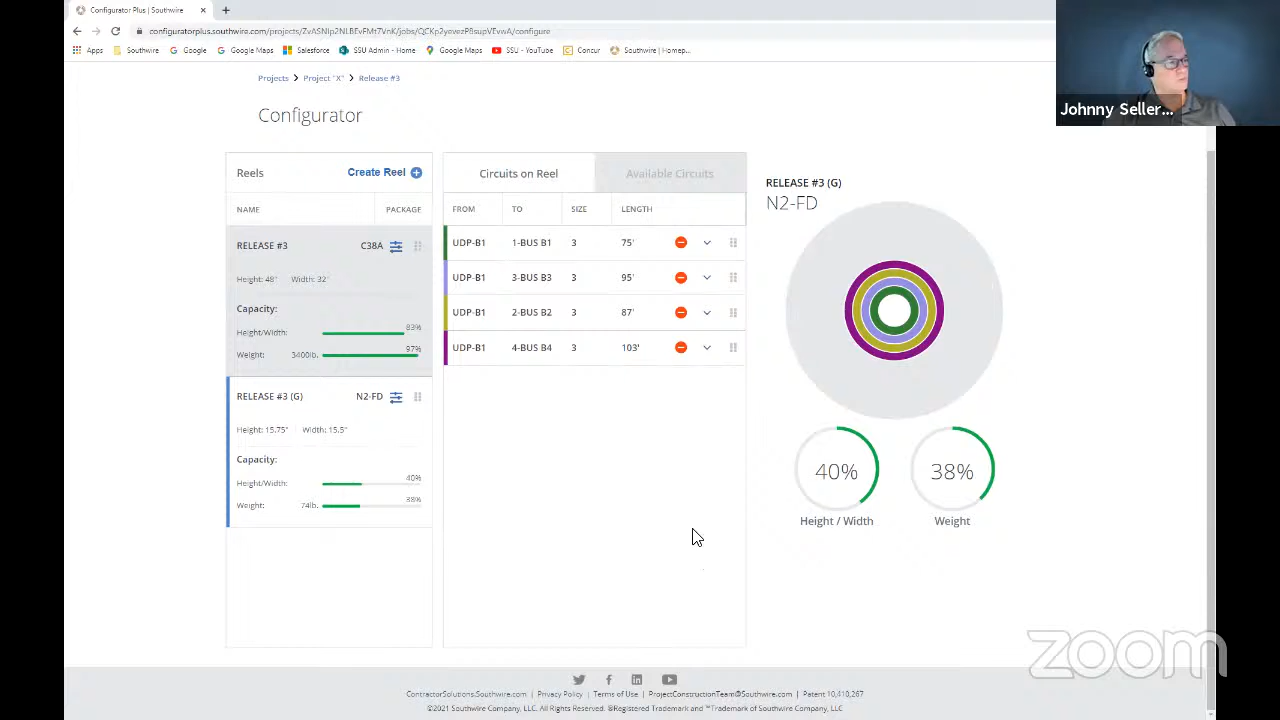 Configurator Plus | Southwire
configuratorplus.southwire.com/projects/ZvASNIp2NLBEvFMt7VnK/jobs/QCKp2yevezP8supVEvwA/configure
Apps Southwire Google Google Maps Salesforce SSU Admin - Home Google Maps SSU - YouTube Concur Southwire | Homep...
Johnny Seller...
Projects > Project "X" > Release #3
Configurator
Reels Create Reel
NAME PACKAGE
RELEASE #3 C38A
Height: 48" Width: 32"
Capacity:
Height/Width: 83%
Weight: 3400lb. 97%
RELEASE #3 (G) N2-FD
Height: 15.75" Width: 15.5"
Capacity:
Height/Width: 40%
Weight: 74lb. 38%
Circuits on Reel Available Circuits
FROM TO SIZE LENGTH
UDP-B1 1-BUS B1 3 75'
UDP-B1 3-BUS B3 3 95'
UDP-B1 2-BUS B2 3 87'
UDP-B1 4-BUS B4 3 103'
RELEASE #3 (G)
N2-FD
40% 38%
Height / Width Weight
zoom
ContractorSolutions.Southwire.com | Privacy Policy | Terms of Use | ProjectConstructionTeam@Southwire.com | Patent 10,410,267
©2021 Southwire Company, LLC. All Rights Reserved. ®Registered Trademark and ™Trademark of Southwire Company, LLC